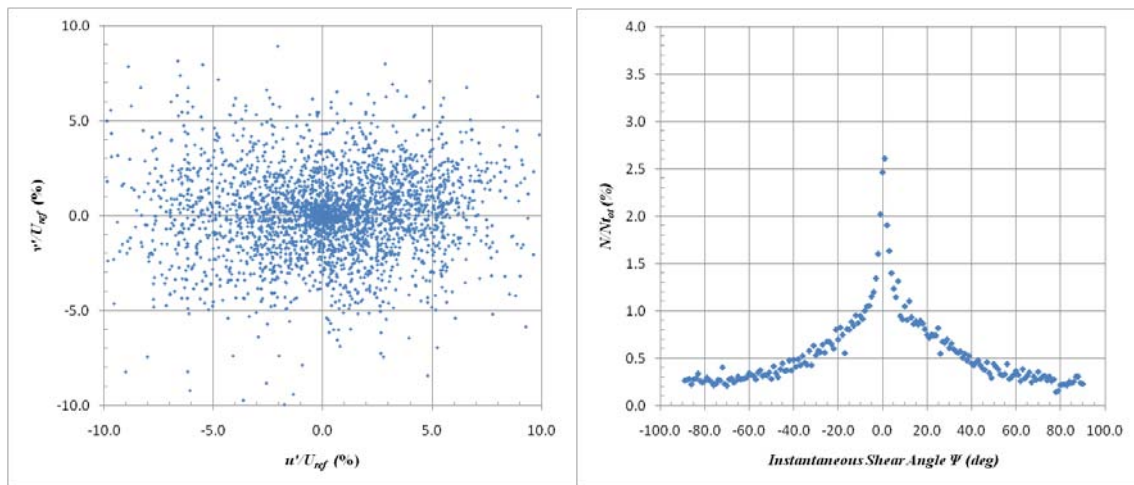 10.0
5.0
0.0
-5.0
-10.0
-10.0 -5.0 0.0 5.0 10.0
v'/Uref (%)
u'/Uref (%)
4.0
3.5
3.0
2.5
2.0
1.5
1.0
0.5
0.0
-100.0 -80.0 -60.0 -40.0 -20.0 0.0 20.0 40.0 60.0 80.0 100.0
N/Ntot (%)
Instantaneous Shear Angle Ψ (deg)